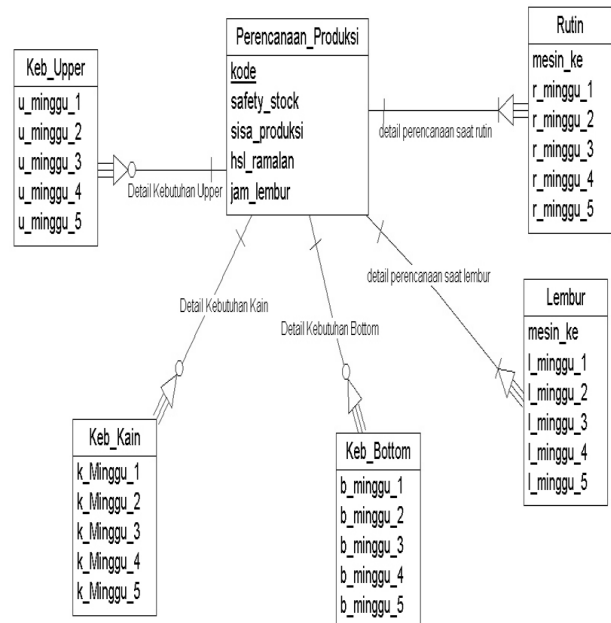 Perencanaan_Produksi
kode
safety_stock
sisa_produksi
hsl_ramalan
jam_lembur
Keb_Upper
u_minggu_1
u_minggu_2
u_minggu_3
u_minggu_4
u_minggu_5
Detail Kebutuhan Upper
Rutin
mesin_ke
r_minggu_1
r_minggu_2
r_minggu_3
r_minggu_4
r_minggu_5
detail perencanaan saat rutin
detail perencanaan saat lembur
Lembur
mesin_ke
l_minggu_1
l_minggu_2
l_minggu_3
l_minggu_4
l_minggu_5
Detail Kebutuhan Kain
Keb_Kain
k_Minggu_1
k_Minggu_2
k_Minggu_3
k_Minggu_4
k_Minggu_5
Detail Kebutuhan Bottom
Keb_Bottom
b_minggu_1
b_minggu_2
b_minggu_3
b_minggu_4
b_minggu_5